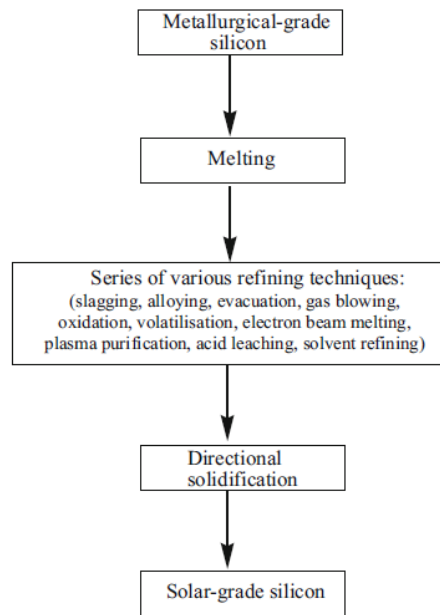 Metallurgical-grade
silicon
Melting
Series of various refining techniques:
(slagging, alloying, evacuation, gas blowing,
oxidation, volatilisation, electron beam melting,
plasma purification, acid leaching, solvent refining)
Directional
solidification
Solar-grade silicon